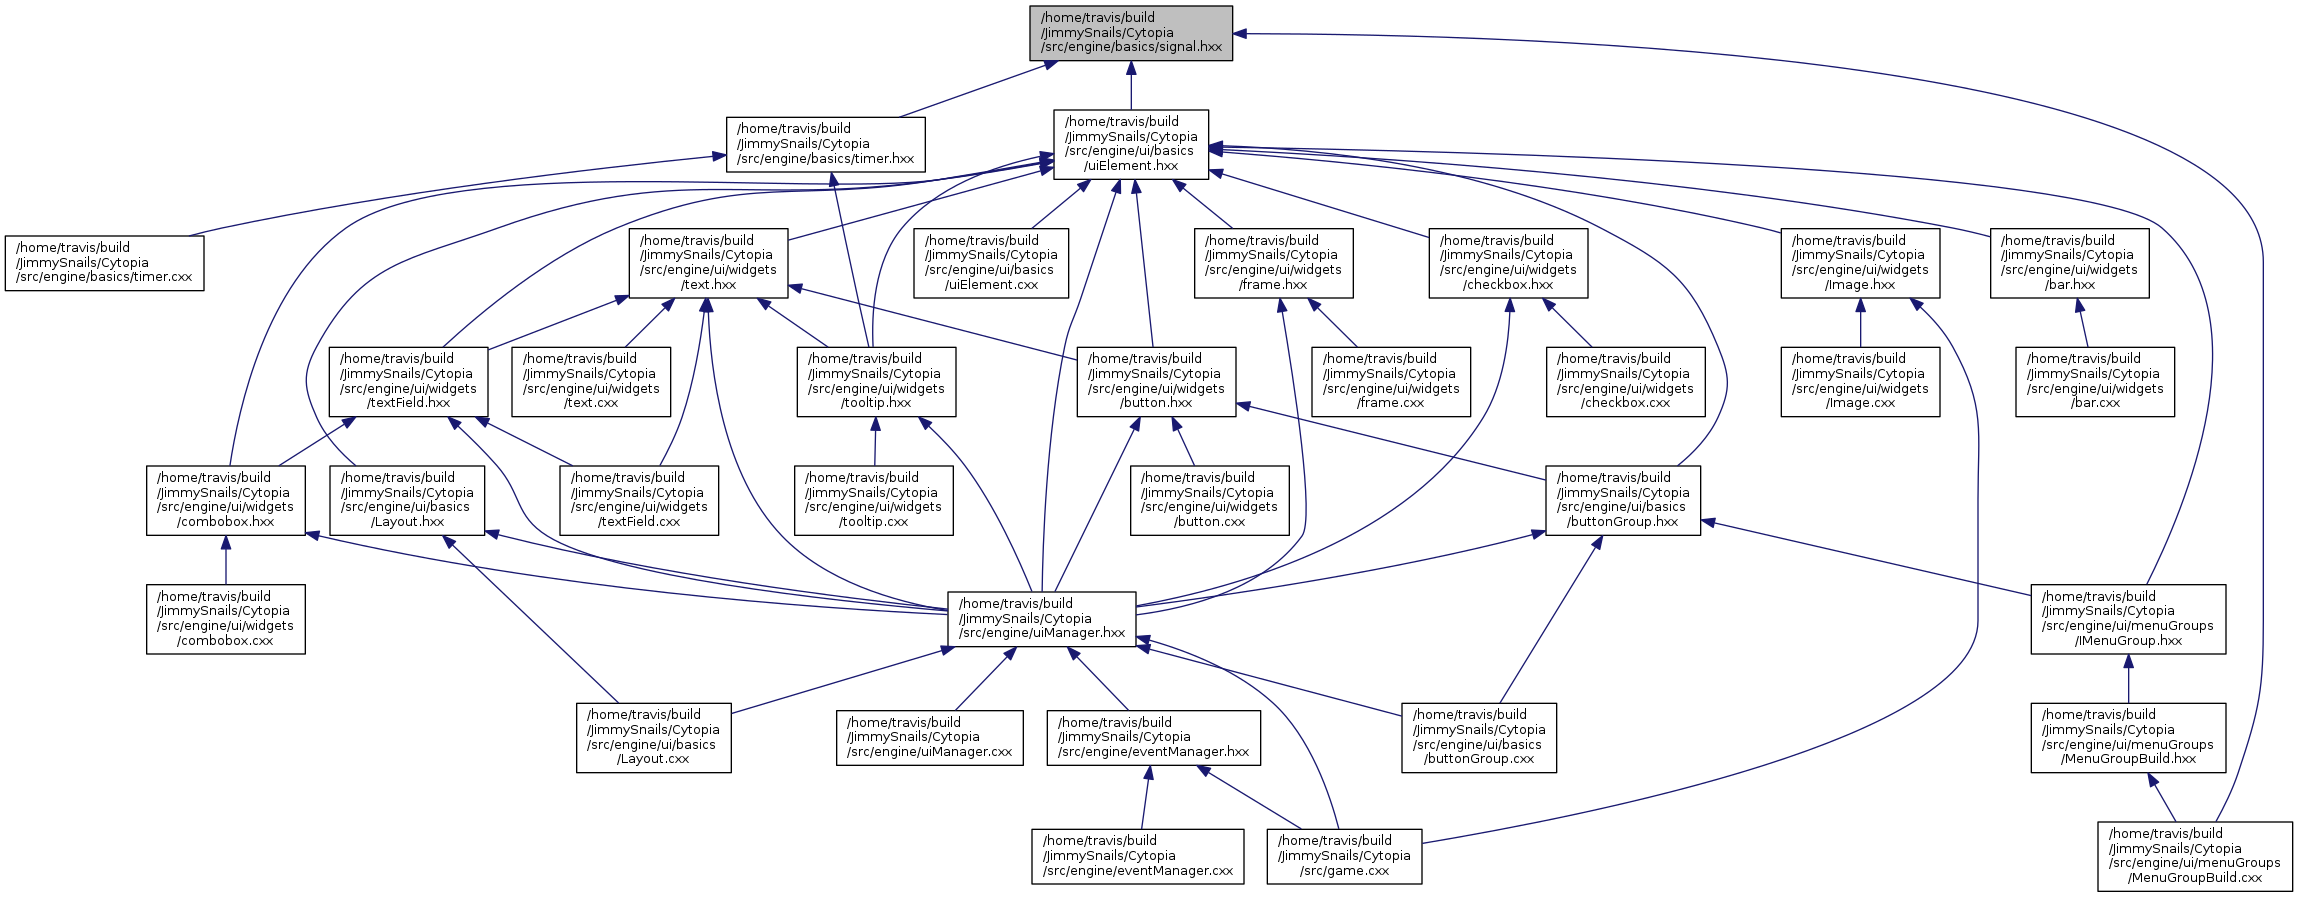 /home/travis/build
/JimmySnails/Cytopia
/src/engine/basics/signal.hxx
/home/travis/build
/JimmySnails/Cytopia
/src/engine/basics/timer.hxx
/home/travis/build
/JimmySnails/Cytopia
/src/engine/ui/basics
/uiElement.hxx
/home/travis/build
/JimmySnails/Cytopia
/src/engine/basics/timer.cxx
/home/travis/build
/JimmySnails/Cytopia
/src/engine/ui/widgets
/text.hxx
/home/travis/build
/JimmySnails/Cytopia
/src/engine/ui/basics
/uiElement.cxx
/home/travis/build
/JimmySnails/Cytopia
/src/engine/ui/widgets
/frame.hxx
/home/travis/build
/JimmySnails/Cytopia
/src/engine/ui/widgets
/checkbox.hxx
/home/travis/build
/JimmySnails/Cytopia
/src/engine/ui/widgets
/Image.hxx
/home/travis/build
/JimmySnails/Cytopia
/src/engine/ui/widgets
/bar.hxx
/home/travis/build
/JimmySnails/Cytopia
/src/engine/ui/widgets
/textField.hxx
/home/travis/build
/JimmySnails/Cytopia
/src/engine/ui/widgets
/text.cxx
/home/travis/build
/JimmySnails/Cytopia
/src/engine/ui/widgets
/tooltip.hxx
/home/travis/build
/JimmySnails/Cytopia
/src/engine/ui/widgets
/button.hxx
/home/travis/build
/JimmySnails/Cytopia
/src/engine/ui/widgets
/frame.cxx
/home/travis/build
/JimmySnails/Cytopia
/src/engine/ui/widgets
/checkbox.cxx
/home/travis/build
/JimmySnails/Cytopia
/src/engine/ui/widgets
/Image.cxx
/home/travis/build
/JimmySnails/Cytopia
/src/engine/ui/widgets
/bar.cxx
/home/travis/build
/JimmySnails/Cytopia
/src/engine/ui/widgets
/combobox.hxx
/home/travis/build
/JimmySnails/Cytopia
/src/engine/ui/basics
/Layout.hxx
/home/travis/build
/JimmySnails/Cytopia
/src/engine/ui/widgets
/textField.cxx
/home/travis/build
/JimmySnails/Cytopia
/src/engine/ui/widgets
/tooltip.cxx
/home/travis/build
/JimmySnails/Cytopia
/src/engine/ui/widgets
/button.cxx
/home/travis/build
/JimmySnails/Cytopia
/src/engine/ui/basics
/buttonGroup.hxx
/home/travis/build
/JimmySnails/Cytopia
/src/engine/ui/widgets
/combobox.cxx
/home/travis/build
/JimmySnails/Cytopia
/src/engine/uiManager.hxx
/home/travis/build
/JimmySnails/Cytopia
/src/engine/ui/menuGroups
/IMenuGroup.hxx
/home/travis/build
/JimmySnails/Cytopia
/src/engine/ui/basics
/Layout.cxx
/home/travis/build
/JimmySnails/Cytopia
/src/engine/uiManager.cxx
/home/travis/build
/JimmySnails/Cytopia
/src/engine/eventManager.hxx
/home/travis/build
/JimmySnails/Cytopia
/src/engine/ui/basics
/buttonGroup.cxx
/home/travis/build
/JimmySnails/Cytopia
/src/engine/ui/menuGroups
/MenuGroupBuild.hxx
/home/travis/build
/JimmySnails/Cytopia
/src/engine/eventManager.cxx
/home/travis/build
/JimmySnails/Cytopia
/src/game.cxx
/home/travis/build
/JimmySnails/Cytopia
/src/engine/ui/menuGroups
/MenuGroupBuild.cxx